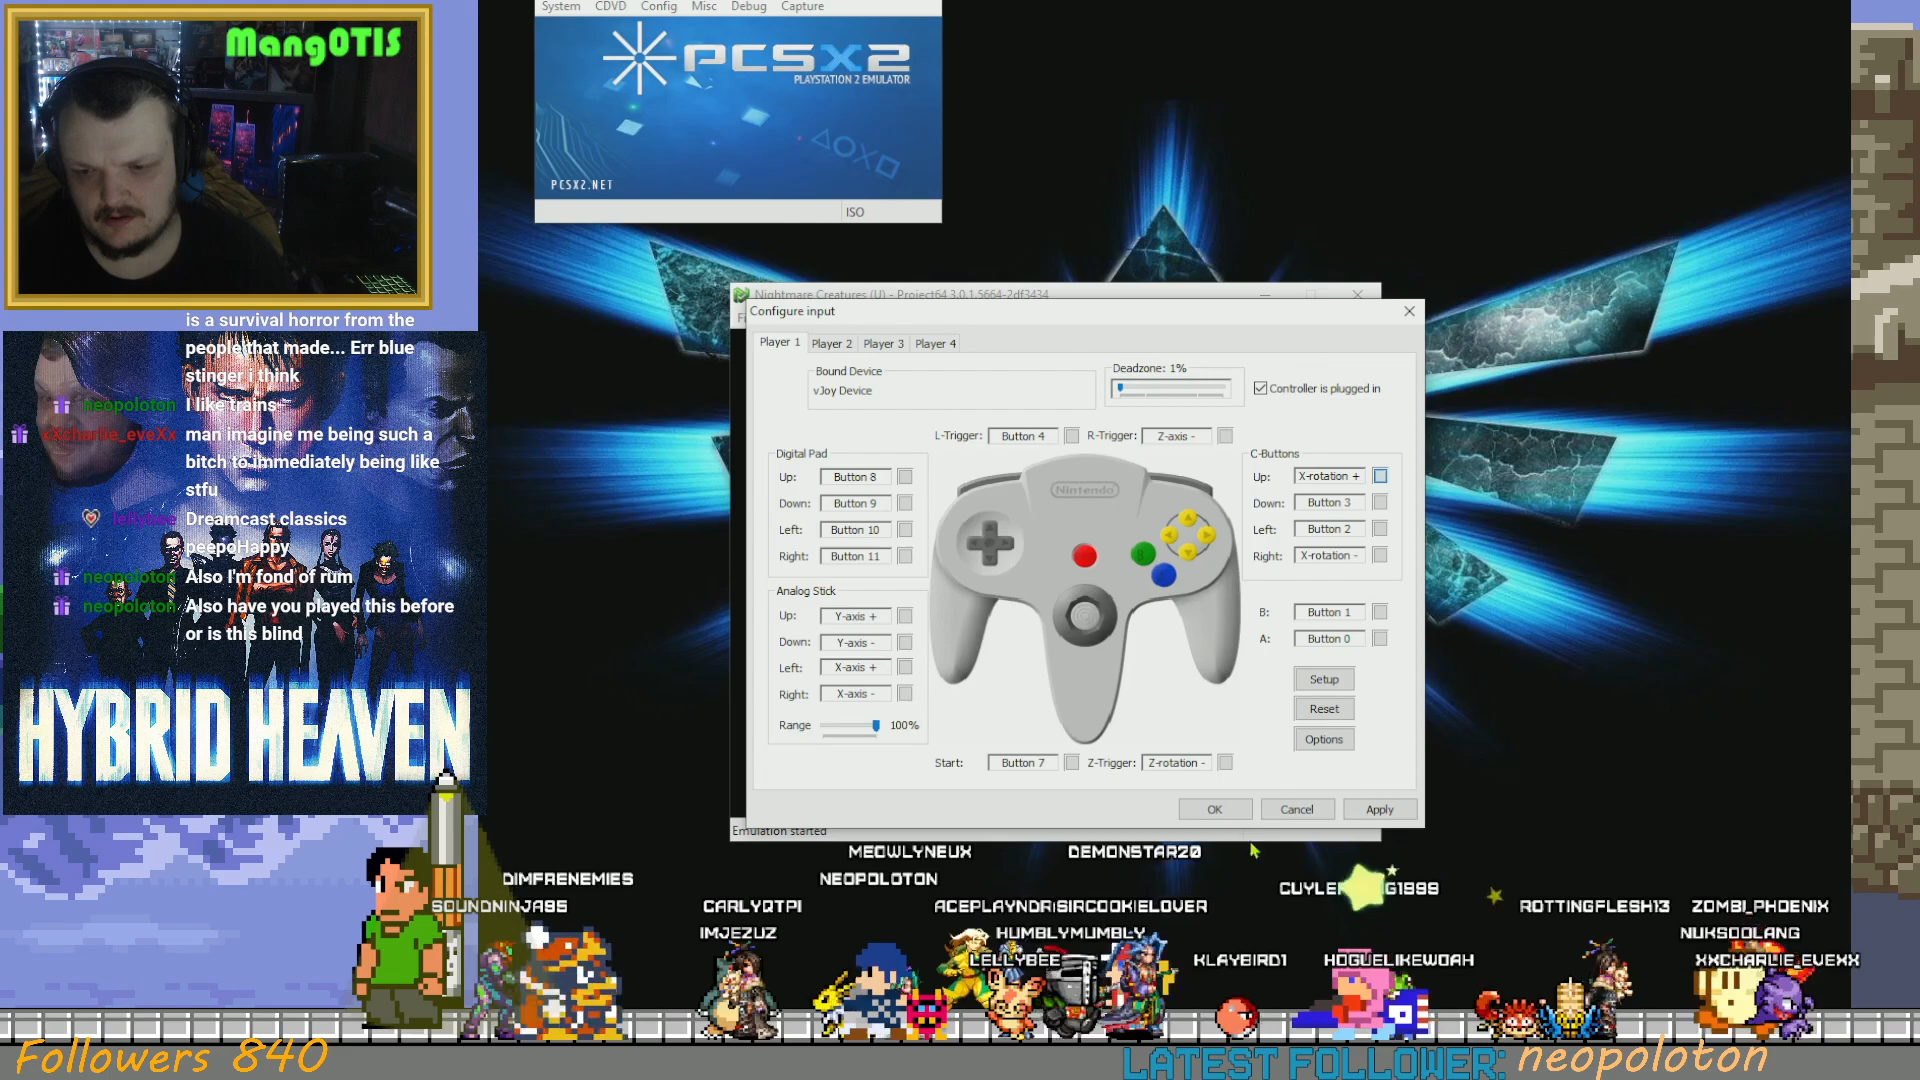 MangOTIS
is a survival horror from the
people that made... Err blue
stinger i think
neopoloton I like trains
xXcharlie_eveXx man imagine me being such a
bitch to immediately being like
stfu
lellybee Dreamcast classics
peepoHappy
neopoloton Also I'm fond of rum
neopoloton Also have you played this before
or is this blind
HYBRID HEAVEN
System CDVD Config Misc Debug Capture
PCSX2
PLAYSTATION 2 EMULATOR
PCSX2.NET
ISO
Nightmare Creatures (U) - Project64 3.0.1.5664-2df3434
Configure input
Player 1 Player 2 Player 3 Player 4
Bound Device
vJoy Device
Deadzone: 1%
Controller is plugged in
L-Trigger: Button 4 R-Trigger: Z-axis -
Digital Pad
Up: Button 8
Down: Button 9
Left: Button 10
Right: Button 11
Analog Stick
Up: Y-axis +
Down: Y-axis -
Left: X-axis +
Right: X-axis -
Range 100%
Nintendo
B
C-Buttons
Up: X-rotation +
Down: Button 3
Left: Button 2
Right: X-rotation -
B: Button 1
A: Button 0
Setup
Reset
Options
Start: Button 7 Z-Trigger: Z-rotation -
OK Cancel Apply
Emulation started
MEOWLYNEUX DEMONSTAR20
DIMFRENEMIES NEOPOLOTON
SOUNDNINJA95 CARLYQTPI SIRCOOKIELOVER ROTTINGFLESH13 ZOMBI_PHOENIX
IMJEZUZ HUMBLYMUMBLY NUKSOOLANG
LELLYBEE KLAYBIRD1 HOGUELIKEWOAH XXCHARLIE_EVEXX
Followers 840
LATEST FOLLOWER: neopoloton